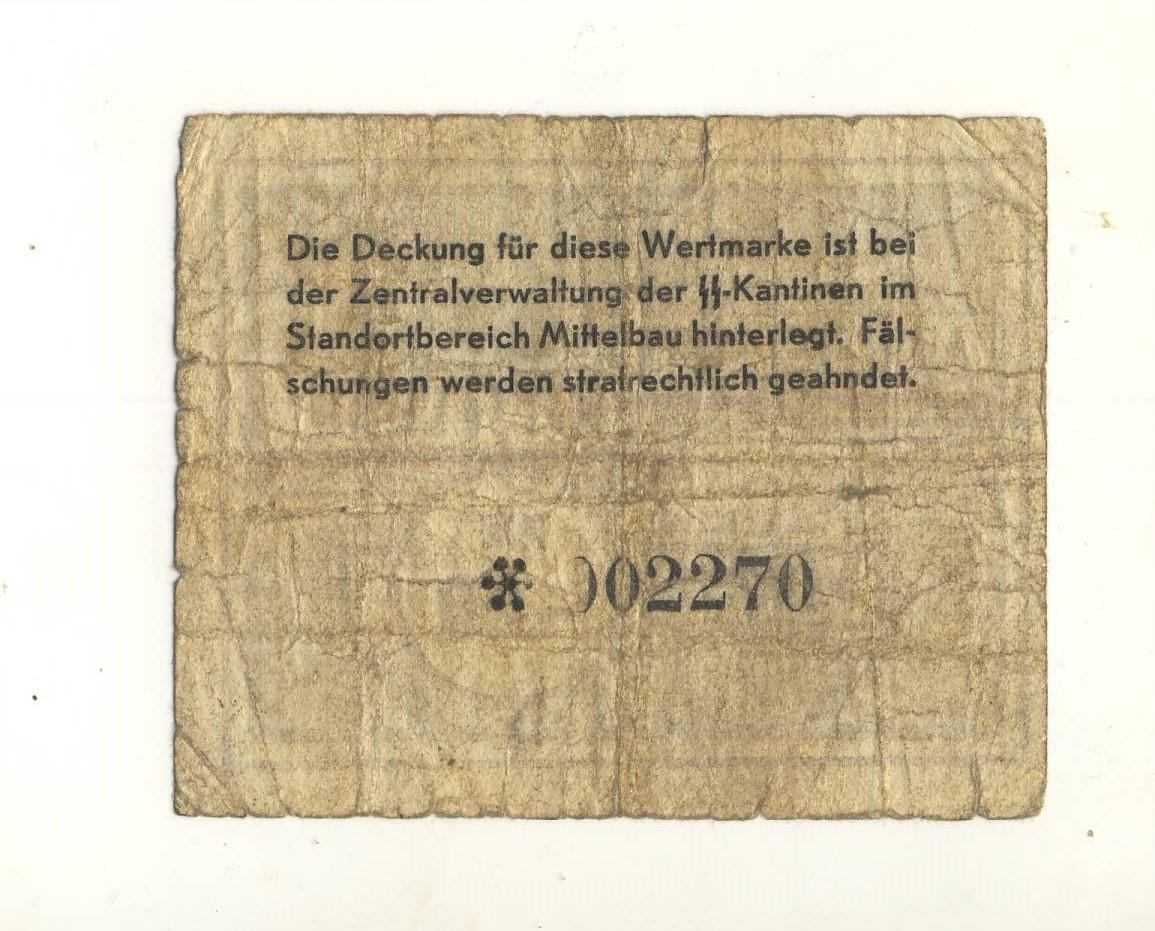 Die Deckung für diese Wertmarke ist bei
der Zentralverwaltung der ᛋᛋ-Kantinen im
Standortbereich Mittelbau hinterlegt. Fäl-
schungen werden strafrechtlich geahndet.
※ 002270